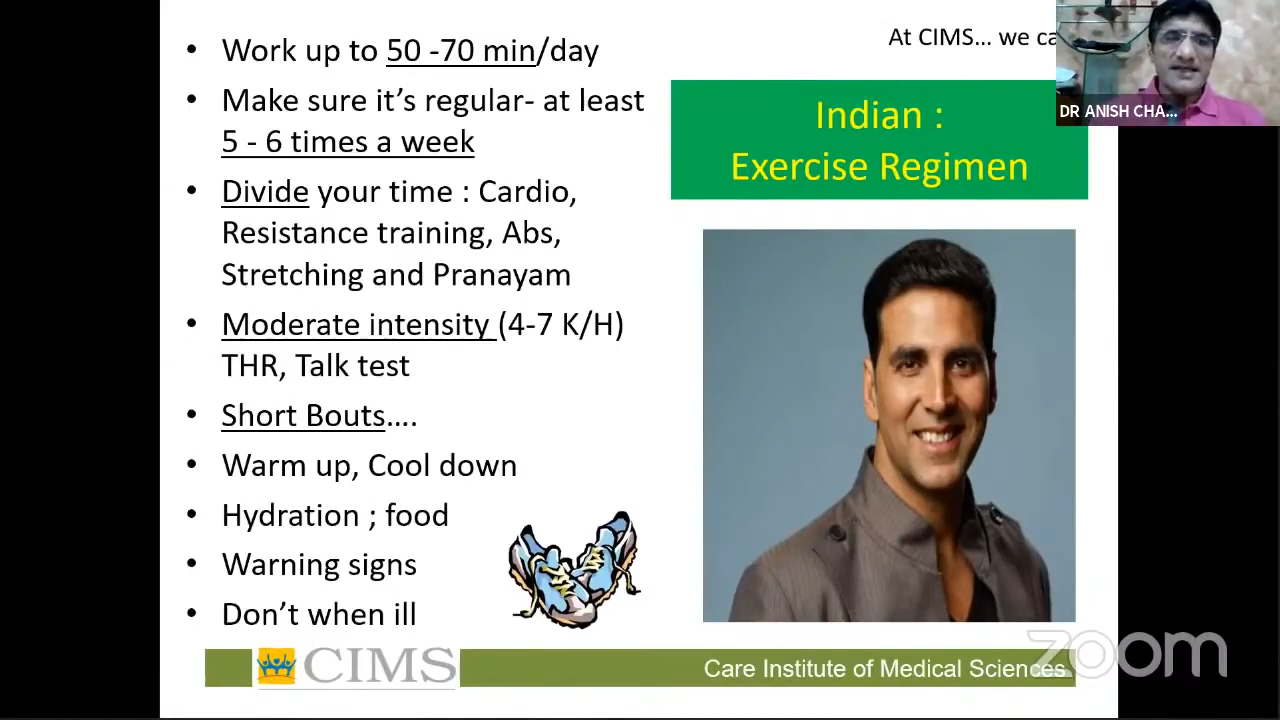 At CIMS... we ca
DR ANISH CHA...
Indian :
Exercise Regimen
• Work up to 50 -70 min/day
• Make sure it’s regular- at least
5 - 6 times a week
• Divide your time : Cardio,
Resistance training, Abs,
Stretching and Pranayam
• Moderate intensity (4-7 K/H)
THR, Talk test
• Short Bouts....
• Warm up, Cool down
• Hydration ; food
• Warning signs
• Don’t when ill
CIMS
Care Institute of Medical Sciences
zoom